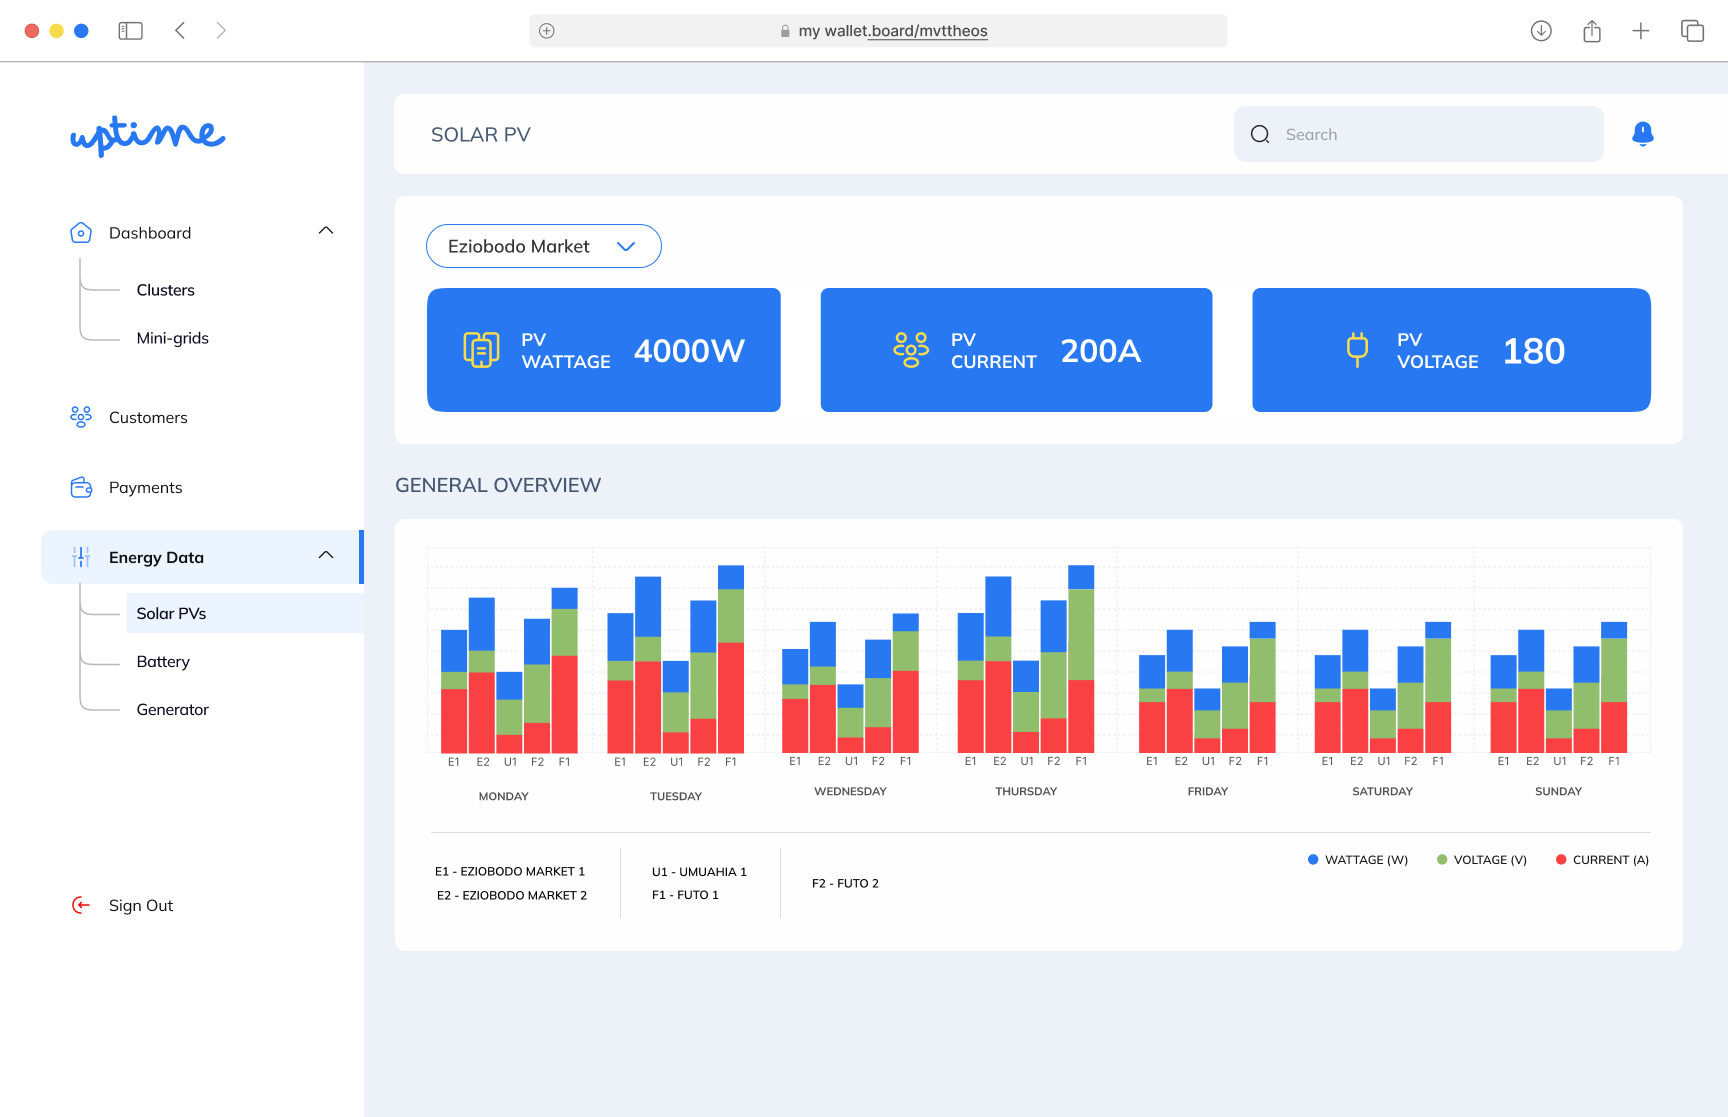 my wallet.board/mvttheos
uptime
SOLAR PV
Search
Dashboard
Clusters
Mini-grids
Customers
Payments
Energy Data
Solar PVs
Battery
Generator
Sign Out
Eziobodo Market
PV
WATTAGE
4000W
PV
CURRENT
200A
PV
VOLTAGE
180
GENERAL OVERVIEW
E1 E2 U1 F2 F1
MONDAY
E1 E2 U1 F2 F1
TUESDAY
E1 E2 U1 F2 F1
WEDNESDAY
E1 E2 U1 F2 F1
THURSDAY
E1 E2 U1 F2 F1
FRIDAY
E1 E2 U1 F2 F1
SATURDAY
E1 E2 U1 F2 F1
SUNDAY
E1 - EZIOBODO MARKET 1
E2 - EZIOBODO MARKET 2
U1 - UMUAHIA 1
F1 - FUTO 1
F2 - FUTO 2
WATTAGE (W)
VOLTAGE (V)
CURRENT (A)